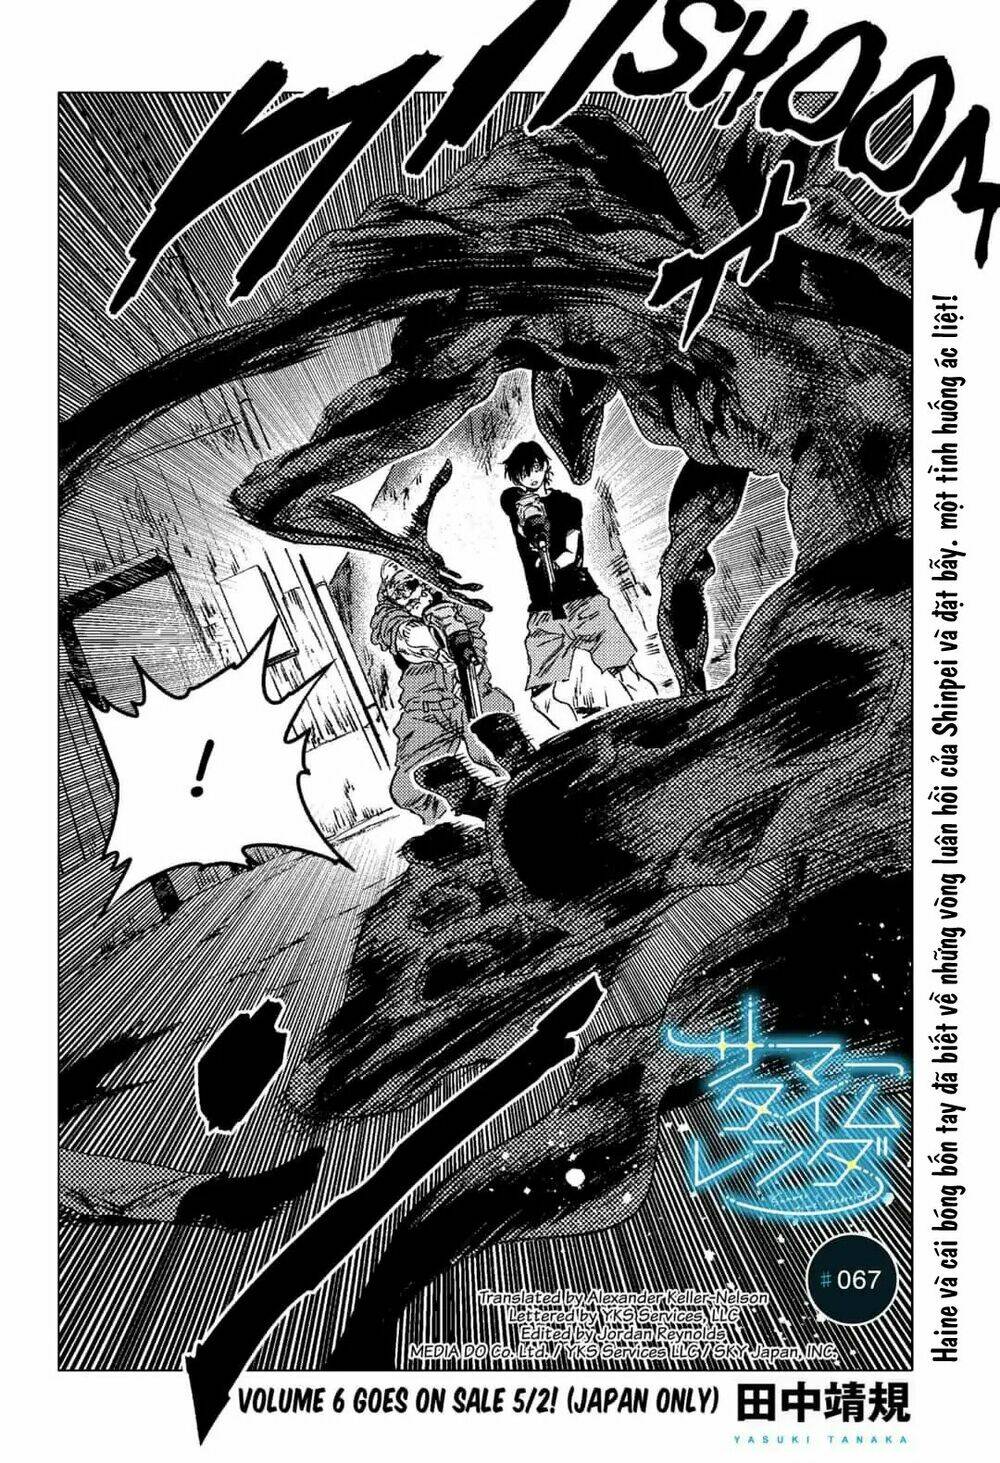 SHOOM
Haine và cái bóng bốn tay đã biết về những vòng luân hồi của Shinpei và đặt bẫy. một tình huống ác liệt!
!
サマー
タイム
レンダ
#067
Translated by Alexander Keller-Nelson
Lettered by YKS Services, LLC
Edited by Jordan Reynolds
MEDIA DO Co. Ltd. / YKS Services LLC / SKY Japan, INC.
VOLUME 6 GOES ON SALE 5/2! (JAPAN ONLY)
田中靖規
YASUKI TANAKA